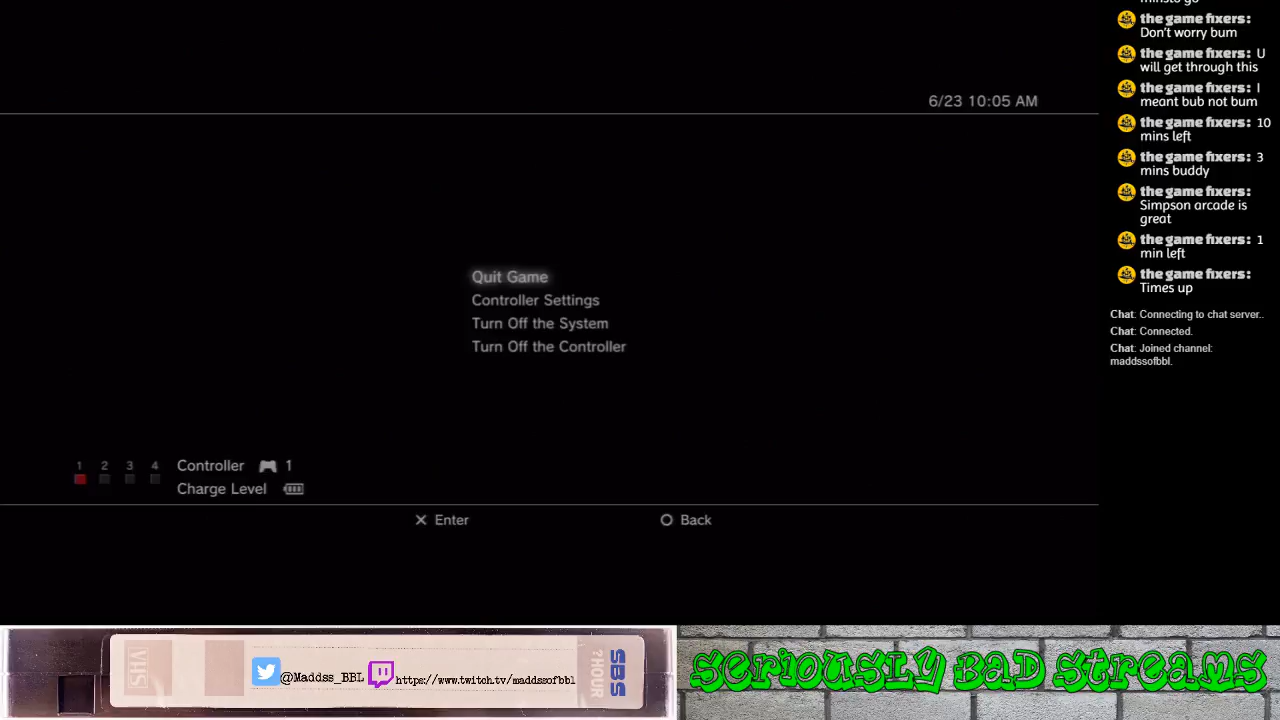 6/23 10:05 AM
Quit Game
Controller Settings
Turn Off the System
Turn Off the Controller
1 2 3 4
Controller 1
Charge Level
Enter
Back
the game fixers:
Don't worry bum
the game fixers: U
will get through this
the game fixers: I
meant bub not bum
the game fixers: 10
mins left
the game fixers: 3
mins buddy
the game fixers:
Simpson arcade is
great
the game fixers: 1
min left
the game fixers:
Times up
Chat: Connecting to chat server..
Chat: Connected.
Chat: Joined channel:
maddssofbbl.
VHS
@Maddss_BBL
https://www.twitch.tv/maddssofbbl
?HOUR
SBS
Seriously Bad Streams